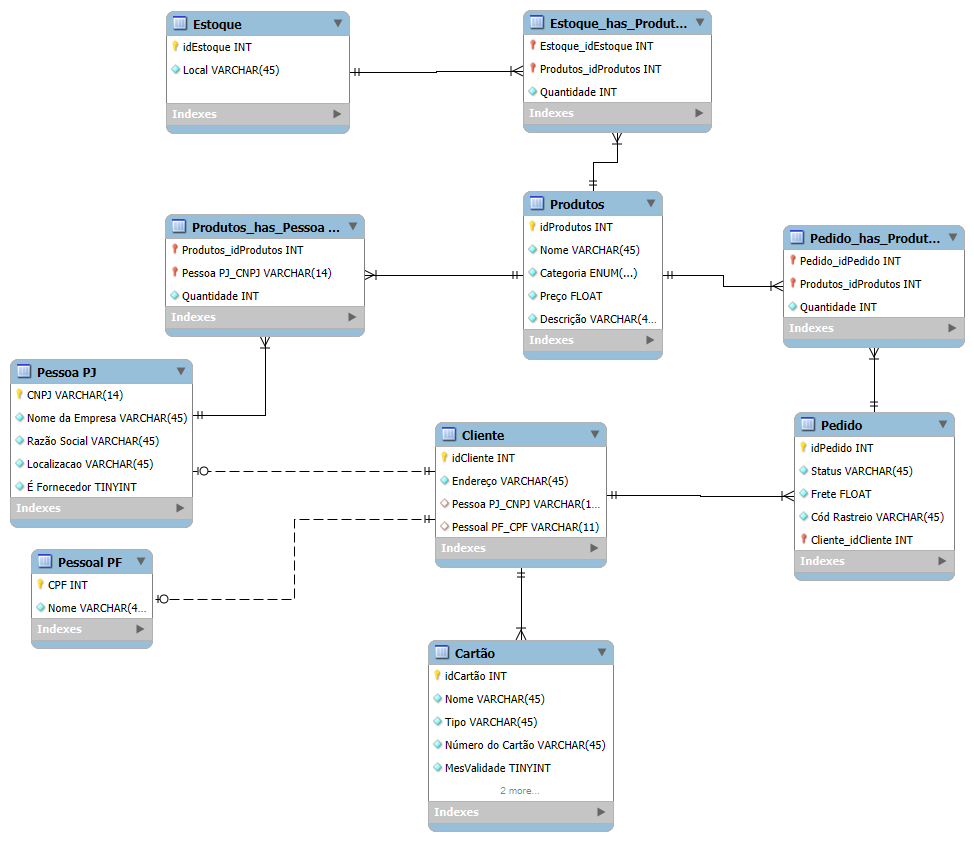 Estoque
idEstoque INT
Local VARCHAR(45)
Indexes
Estoque_has_Produt...
Estoque_idEstoque INT
Produtos_idProdutos INT
Quantidade INT
Indexes
Produtos_has_Pessoa ...
Produtos_idProdutos INT
Pessoa PJ_CNPJ VARCHAR(14)
Quantidade INT
Indexes
Produtos
idProdutos INT
Nome VARCHAR(45)
Categoria ENUM(...)
Preço FLOAT
Descrição VARCHAR(4...
Indexes
Pedido_has_Produt...
Pedido_idPedido INT
Produtos_idProdutos INT
Quantidade INT
Indexes
Pessoa PJ
CNPJ VARCHAR(14)
Nome da Empresa VARCHAR(45)
Razão Social VARCHAR(45)
Localizacao VARCHAR(45)
É Fornecedor TINYINT
Indexes
Cliente
idCliente INT
Endereço VARCHAR(45)
Pessoa PJ_CNPJ VARCHAR(1...
Pessoal PF_CPF VARCHAR(11)
Indexes
Pedido
idPedido INT
Status VARCHAR(45)
Frete FLOAT
Cód Rastreio VARCHAR(45)
Cliente_idCliente INT
Indexes
Pessoal PF
CPF INT
Nome VARCHAR(4...
Indexes
Cartão
idCartão INT
Nome VARCHAR(45)
Tipo VARCHAR(45)
Número do Cartão VARCHAR(45)
MesValidade TINYINT
2 more...
Indexes